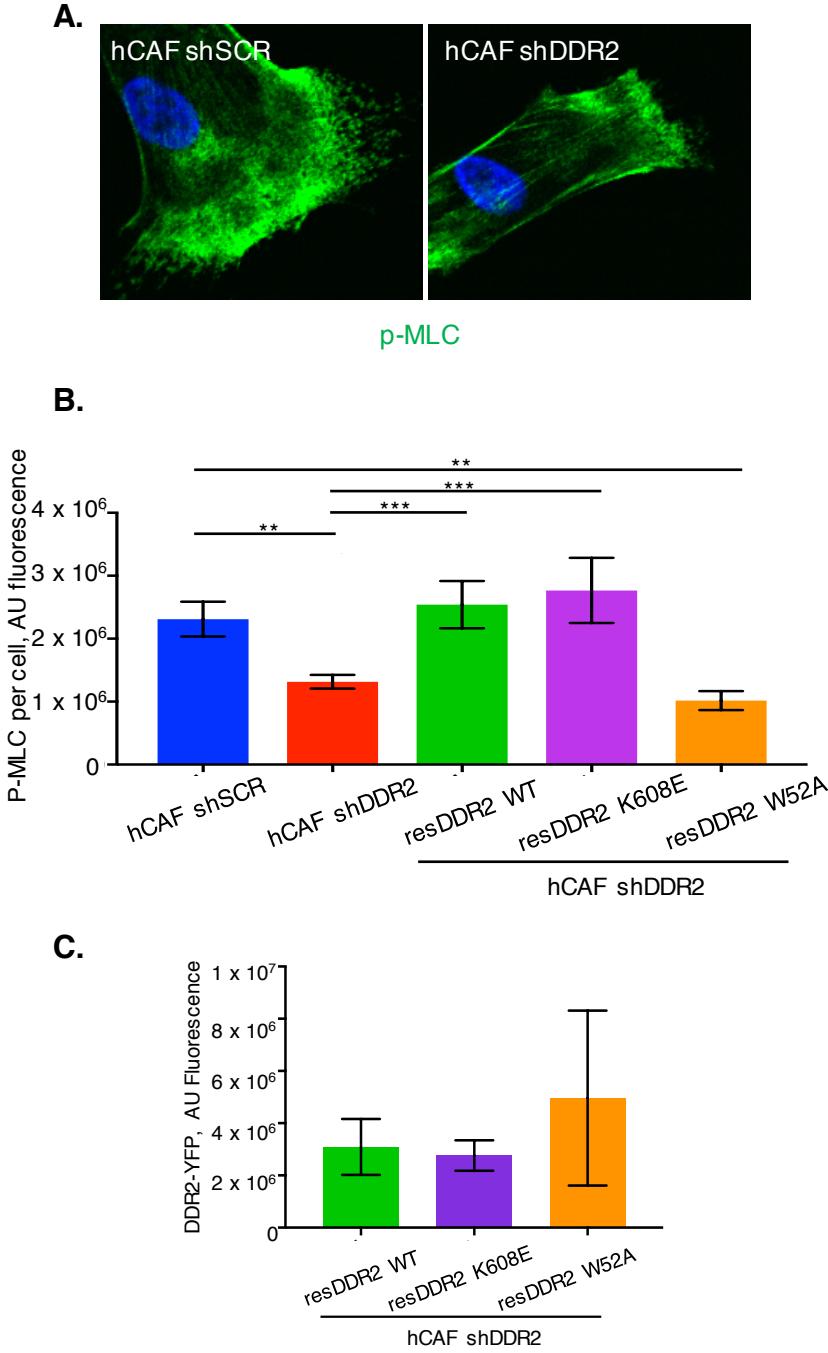 A.
hCAF shSCR
hCAF shDDR2
p-MLC
B.
P-MLC per cell, AU fluorescence
**
***
***
**
4 x 10⁶
3 x 10⁶
2 x 10⁶
1 x 10⁶
0
hCAF shSCR
hCAF shDDR2
resDDR2 WT
resDDR2 K608E
resDDR2 W52A
hCAF shDDR2
C.
DDR2-YFP, AU Fluorescence
1 x 10⁷
8 x 10⁶
6 x 10⁶
4 x 10⁶
2 x 10⁶
0
resDDR2 WT
resDDR2 K608E
resDDR2 W52A
hCAF shDDR2